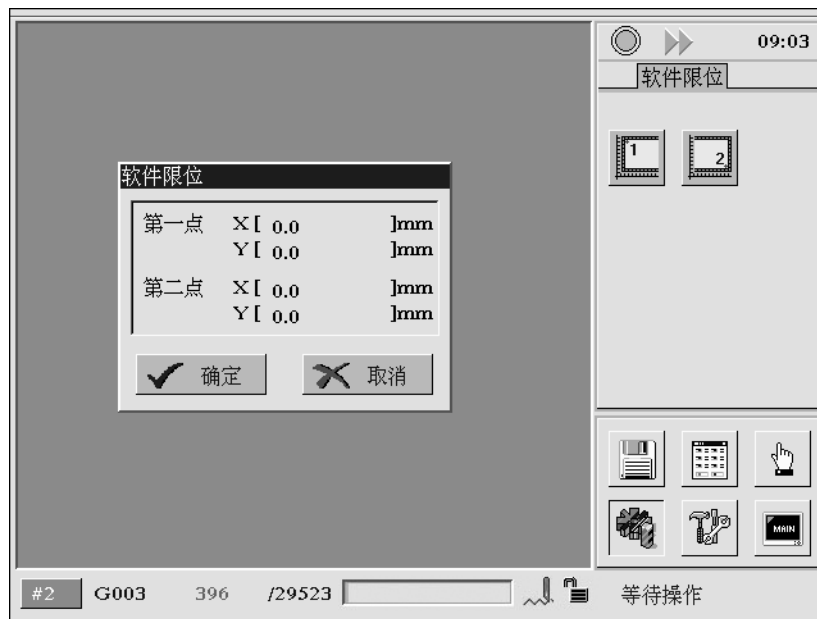 09:03
软件限位
1
2
软件限位
第一点 X[ 0.0 ]mm
Y[ 0.0 ]mm
第二点 X[ 0.0 ]mm
Y[ 0.0 ]mm
确定 取消
MAIN
#2 G003 396 /29523 等待操作